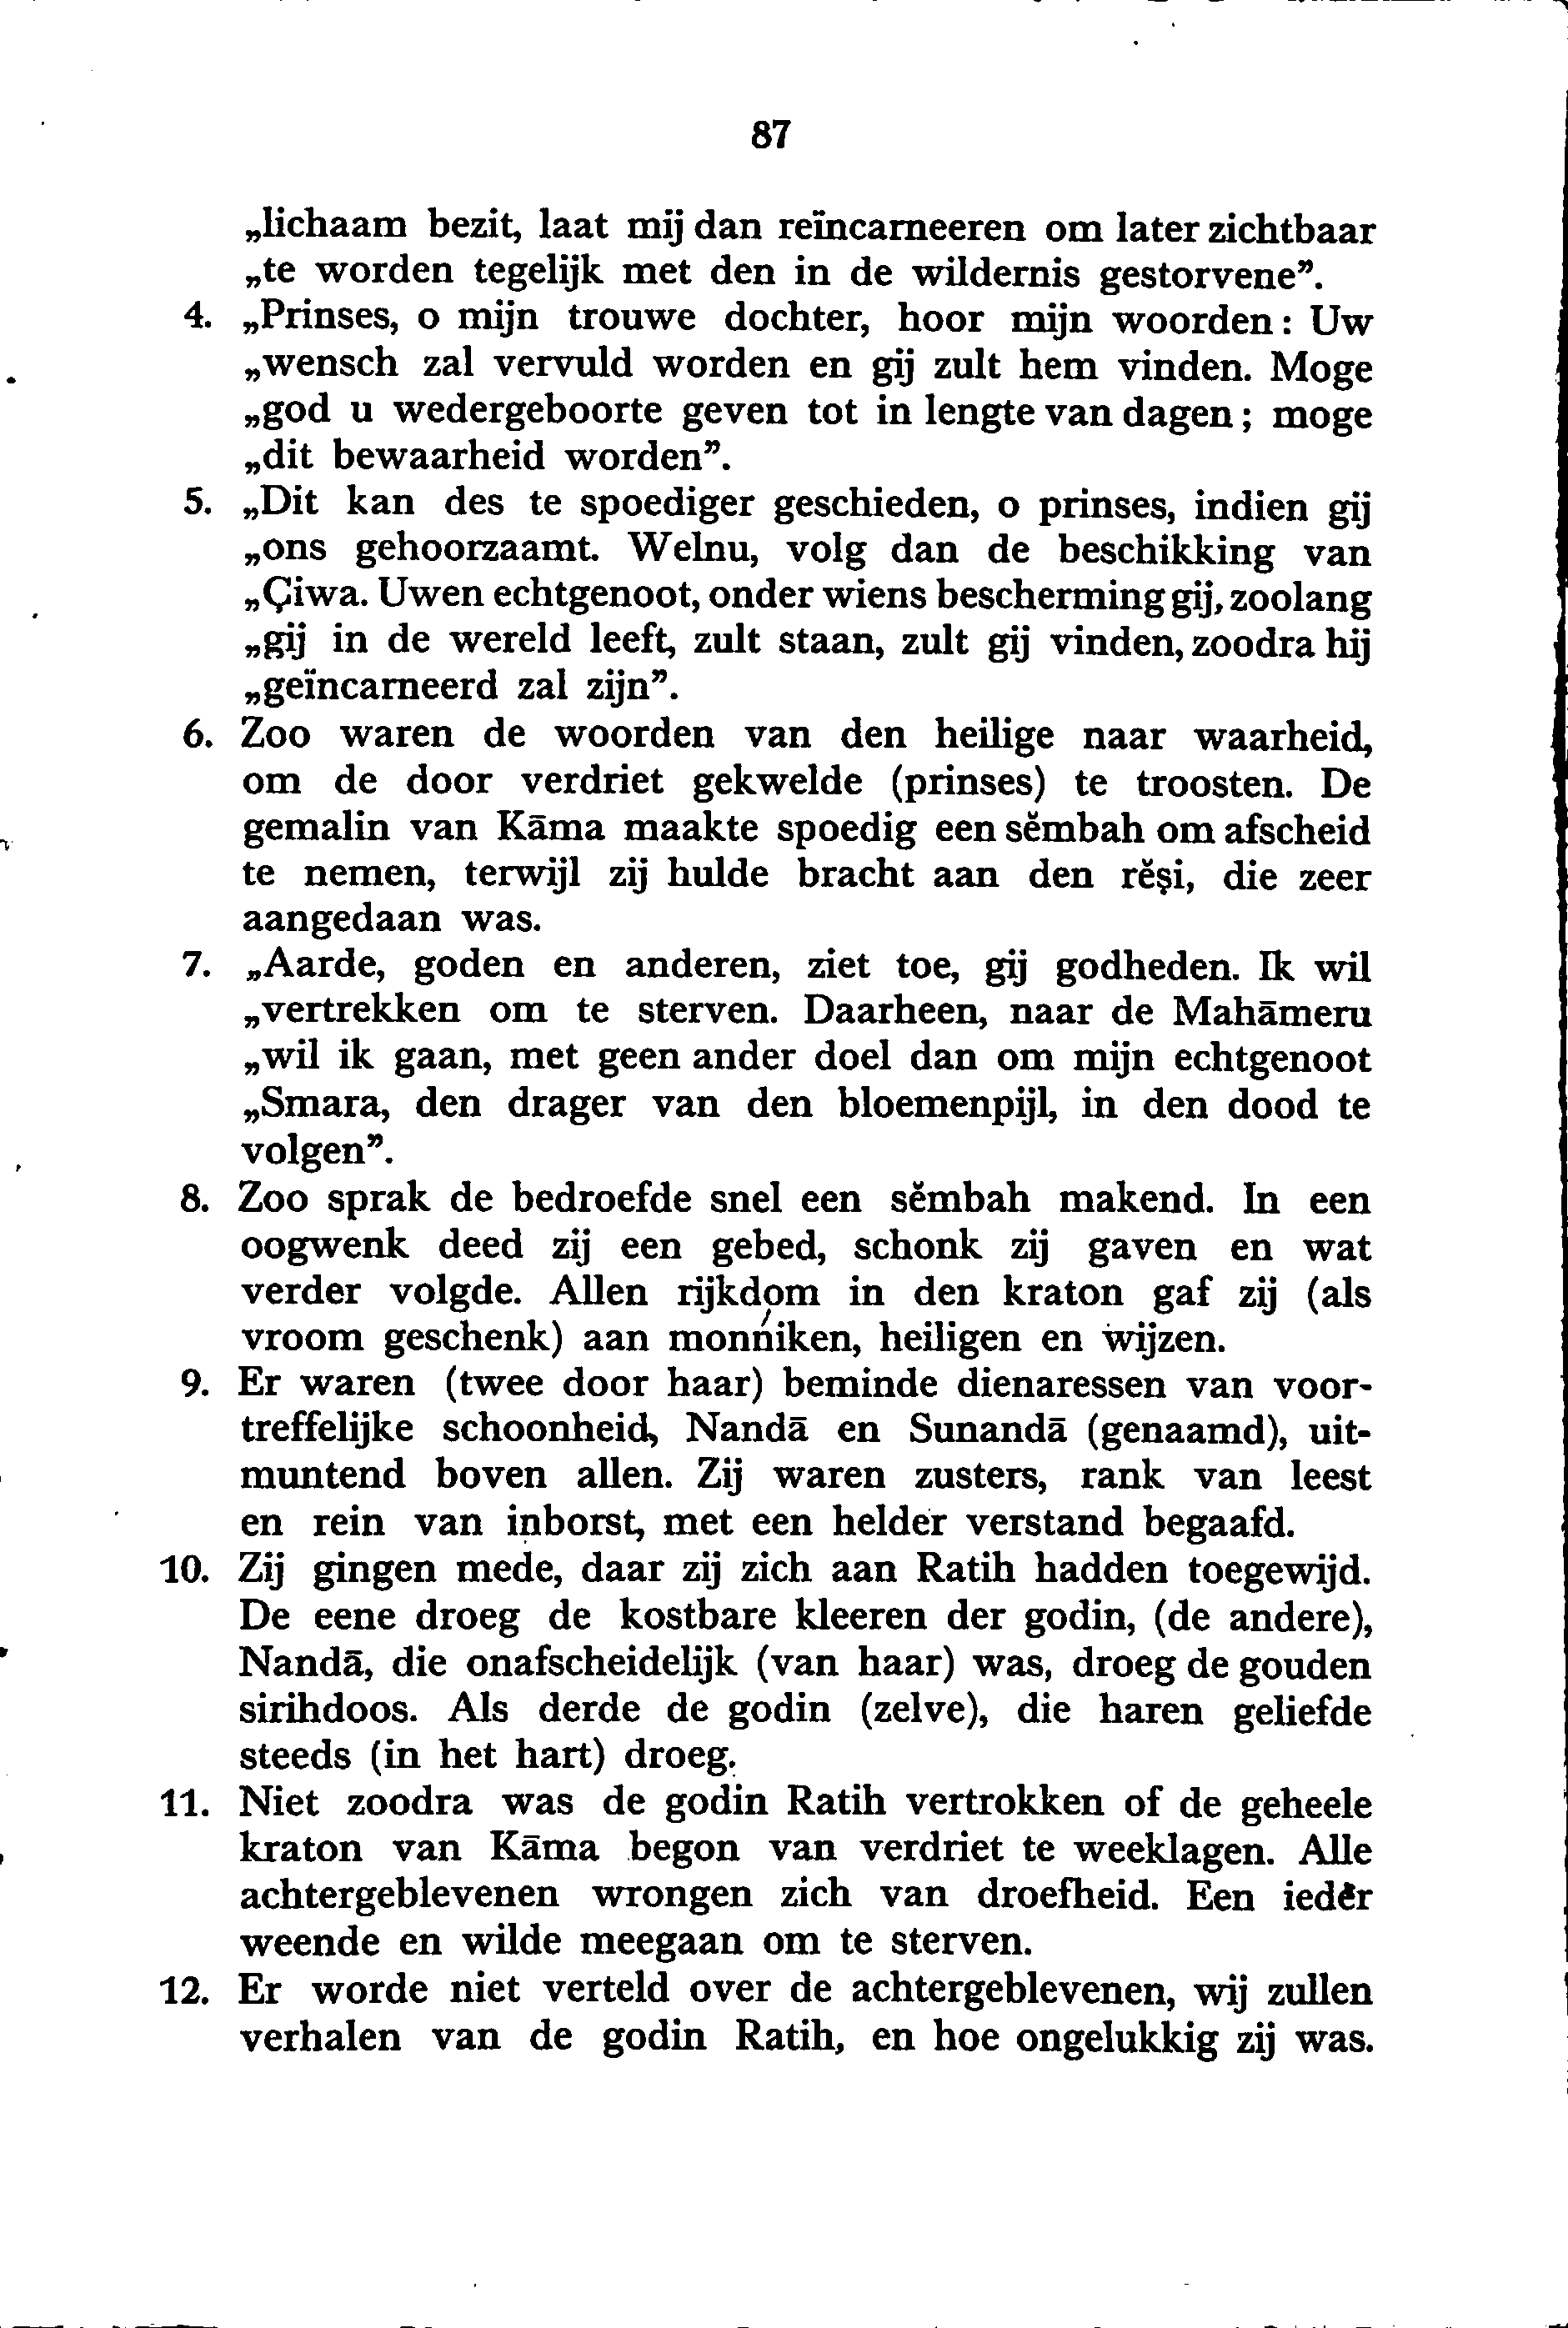 87
„lichaam bezit, laat mij dan reïncarneeren om later zichtbaar
„te worden tegelijk met den in de wildernis gestorvene”.
4. „Prinses, o mijn trouwe dochter, hoor mijn woorden: Uw
„wensch zal vervuld worden en gij zult hem vinden. Moge
„god u wedergeboorte geven tot in lengte van dagen; moge
„dit bewaarheid worden”.
5. „Dit kan des te spoediger geschieden, o prinses, indien gij
„ons gehoorzaamt. Welnu, volg dan de beschikking van
„Çiwa. Uwen echtgenoot, onder wiens bescherming gij, zoolang
„gij in de wereld leeft, zult staan, zult gij vinden, zoodra hij
„geïncarneerd zal zijn”.
6. Zoo waren de woorden van den heilige naar waarheid,
om de door verdriet gekwelde (prinses) te troosten. De
gemalin van Kāma maakte spoedig een sĕmbah om afscheid
te nemen, terwijl zij hulde bracht aan den rĕṣi, die zeer
aangedaan was.
7. „Aarde, goden en anderen, ziet toe, gij godheden. Ik wil
„vertrekken om te sterven. Daarheen, naar de Mahāmeru
„wil ik gaan, met geen ander doel dan om mijn echtgenoot
„Smara, den drager van den bloemenpijl, in den dood te
volgen”.
8. Zoo sprak de bedroefde snel een sĕmbah makend. In een
oogwenk deed zij een gebed, schonk zij gaven en wat
verder volgde. Allen rijkdom in den kraton gaf zij (als
vroom geschenk) aan monniken, heiligen en wijzen.
9. Er waren (twee door haar) beminde dienaressen van voor-
treffelijke schoonheid, Nandā en Sunandā (genaamd), uit-
muntend boven allen. Zij waren zusters, rank van leest
en rein van inborst, met een helder verstand begaafd.
10. Zij gingen mede, daar zij zich aan Ratih hadden toegewijd.
De eene droeg de kostbare kleeren der godin, (de andere),
Nandā, die onafscheidelijk (van haar) was, droeg de gouden
sirihdoos. Als derde de godin (zelve), die haren geliefde
steeds (in het hart) droeg.
11. Niet zoodra was de godin Ratih vertrokken of de geheele
kraton van Kāma begon van verdriet te weeklagen. Alle
achtergeblevenen wrongen zich van droefheid. Een ieder
weende en wilde meegaan om te sterven.
12. Er worde niet verteld over de achtergeblevenen, wij zullen
verhalen van de godin Ratih, en hoe ongelukkig zij was.